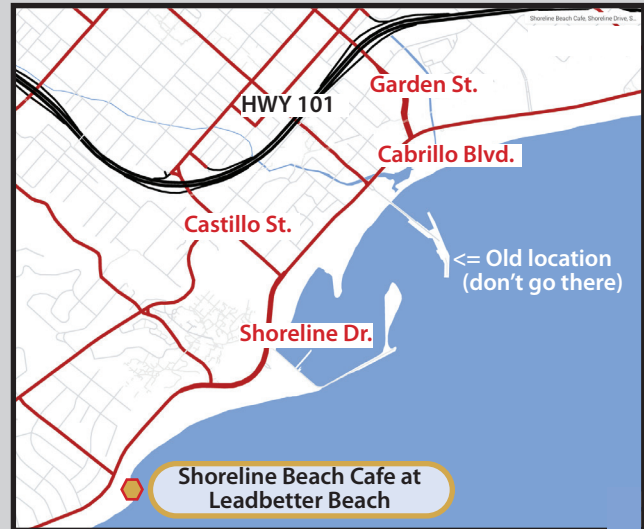 Shoreline Beach Cafe, Shoreline Drive, S..
Garden St.
HWY 101
Cabrillo Blvd.
Castillo St.
<= Old location
(don’t go there)
Shoreline Dr.
Shoreline Beach Cafe at
Leadbetter Beach